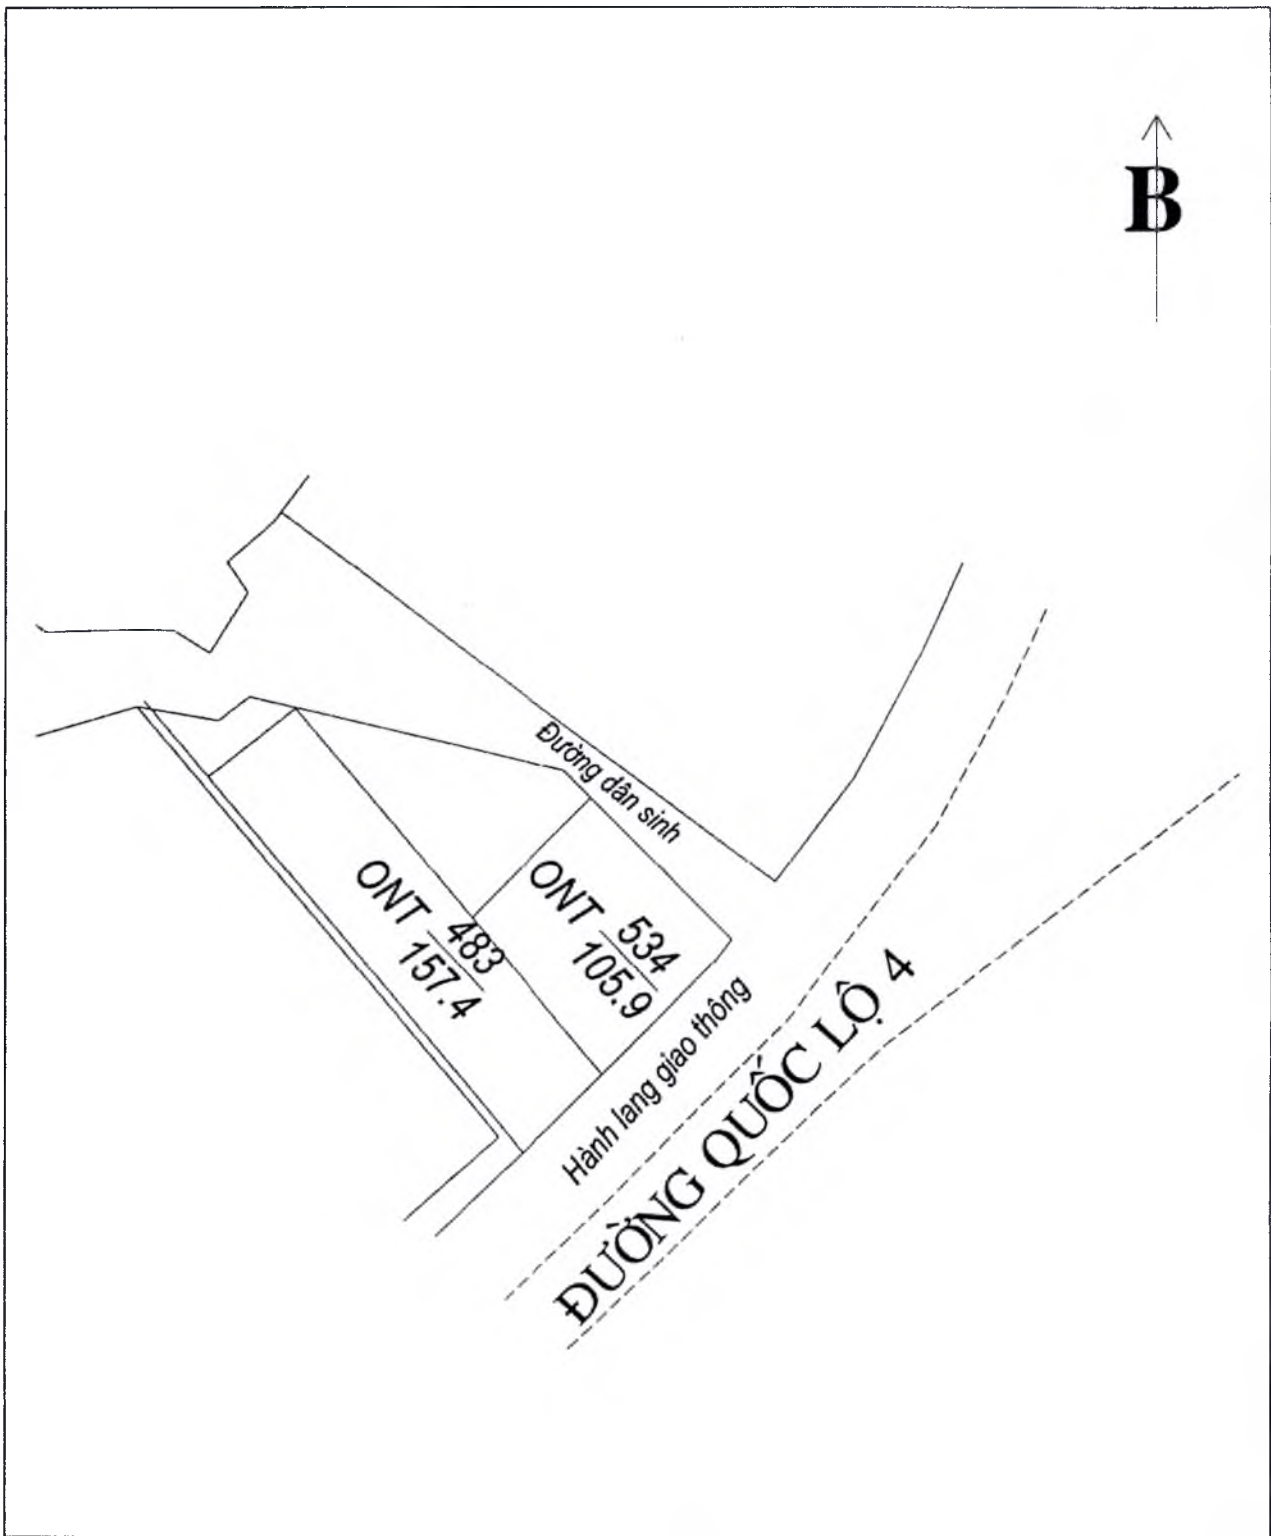 B
Đường dân sinh
ONT 483
157.4
ONT 534
105.9
Hành lang giao thông
ĐƯỜNG QUỐC LỘ 4